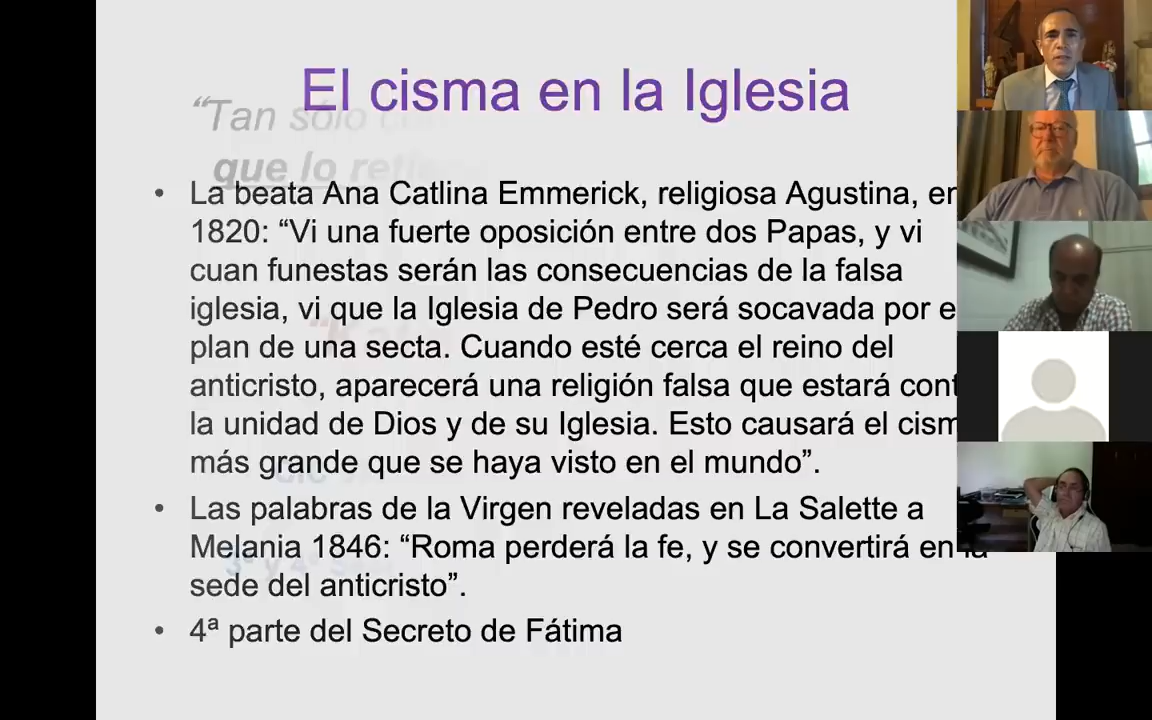 El cisma en la Iglesia
“Tan sólo
que lo
• La beata Ana Catlina Emmerick, religiosa Agustina, en
1820: “Vi una fuerte oposición entre dos Papas, y vi
cuan funestas serán las consecuencias de la falsa
iglesia, vi que la Iglesia de Pedro será socavada por e
plan de una secta. Cuando esté cerca el reino del
anticristo, aparecerá una religión falsa que estará cont
la unidad de Dios y de su Iglesia. Esto causará el cism
más grande que se haya visto en el mundo”.
• Las palabras de la Virgen reveladas en La Salette a
Melania 1846: “Roma perderá la fe, y se convertirá en la
sede del anticristo”.
• 4ª parte del Secreto de Fátima